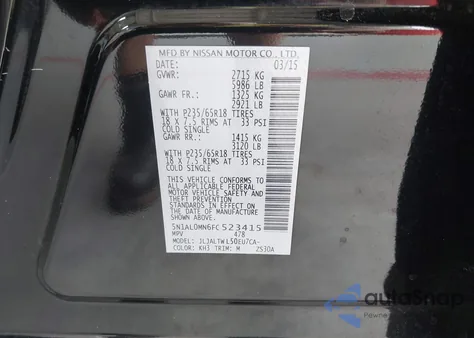 MFD BY NISSAN MOTOR CO., LTD.
DATE: 03/15
GVWR: 2715 KG
5986 LB
GAWR FR.: 1325 KG
2921 LB
WITH P235/65R18 TIRES
18 X 7.5 RIMS AT 33 PSI
COLD SINGLE
GAWR RR.: 1415 KG
3120 LB
WITH P235/65R18 TIRES
18 X 7.5 RIMS AT 33 PSI
COLD SINGLE
THIS VEHICLE CONFORMS TO
ALL APPLICABLE FEDERAL
MOTOR VEHICLE SAFETY
AND THEFT PREVENTION
STANDARDS IN EFFECT ON
THE DATE OF MANUFACTURE
SHOWN ABOVE.
5N1AL0MN6FC 523415
MPV 478
MODEL: JLJALTWL50EU7CA-
COLOR: KH3 TRIM: M ZS30A
autoSnap